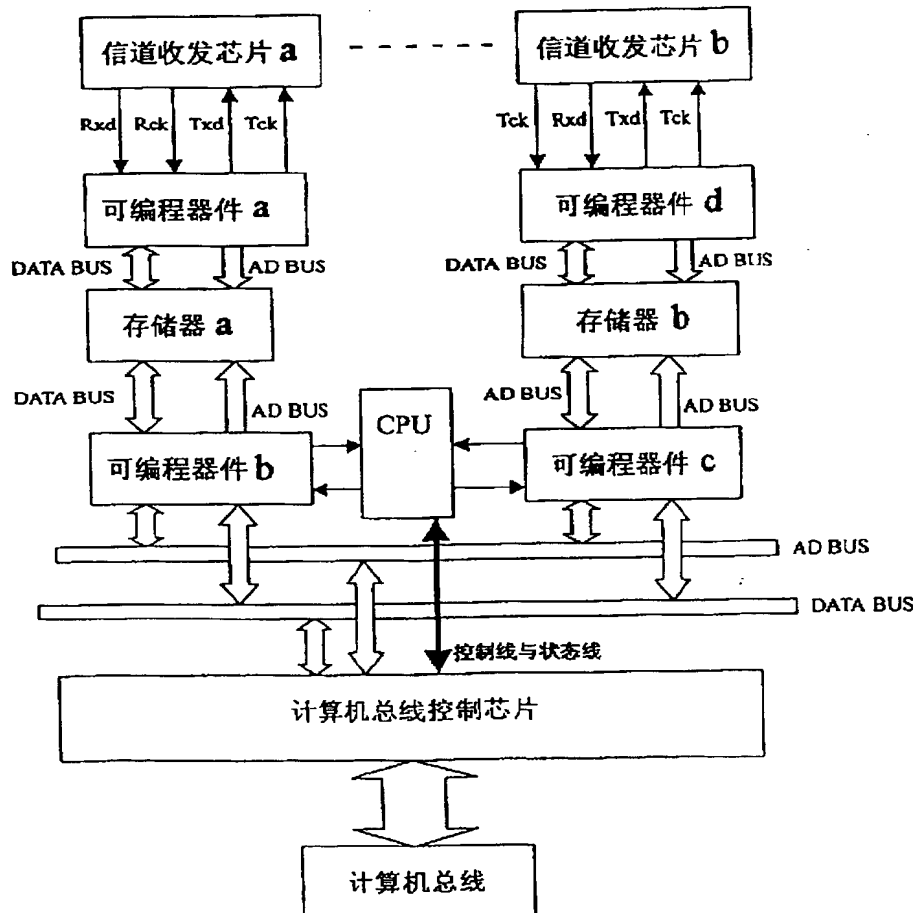 信道收发芯片 a
信道收发芯片 b
Rxd Rck Txd Tck
Tck Rxd Txd Tck
可编程器件 a
可编程器件 d
DATA BUS
AD BUS
DATA BUS
AD BUS
存储器 a
存储器 b
DATA BUS
AD BUS
CPU
AD BUS
AD BUS
可编程器件 b
可编程器件 c
AD BUS
DATA BUS
控制线与状态线
计算机总线控制芯片
计算机总线